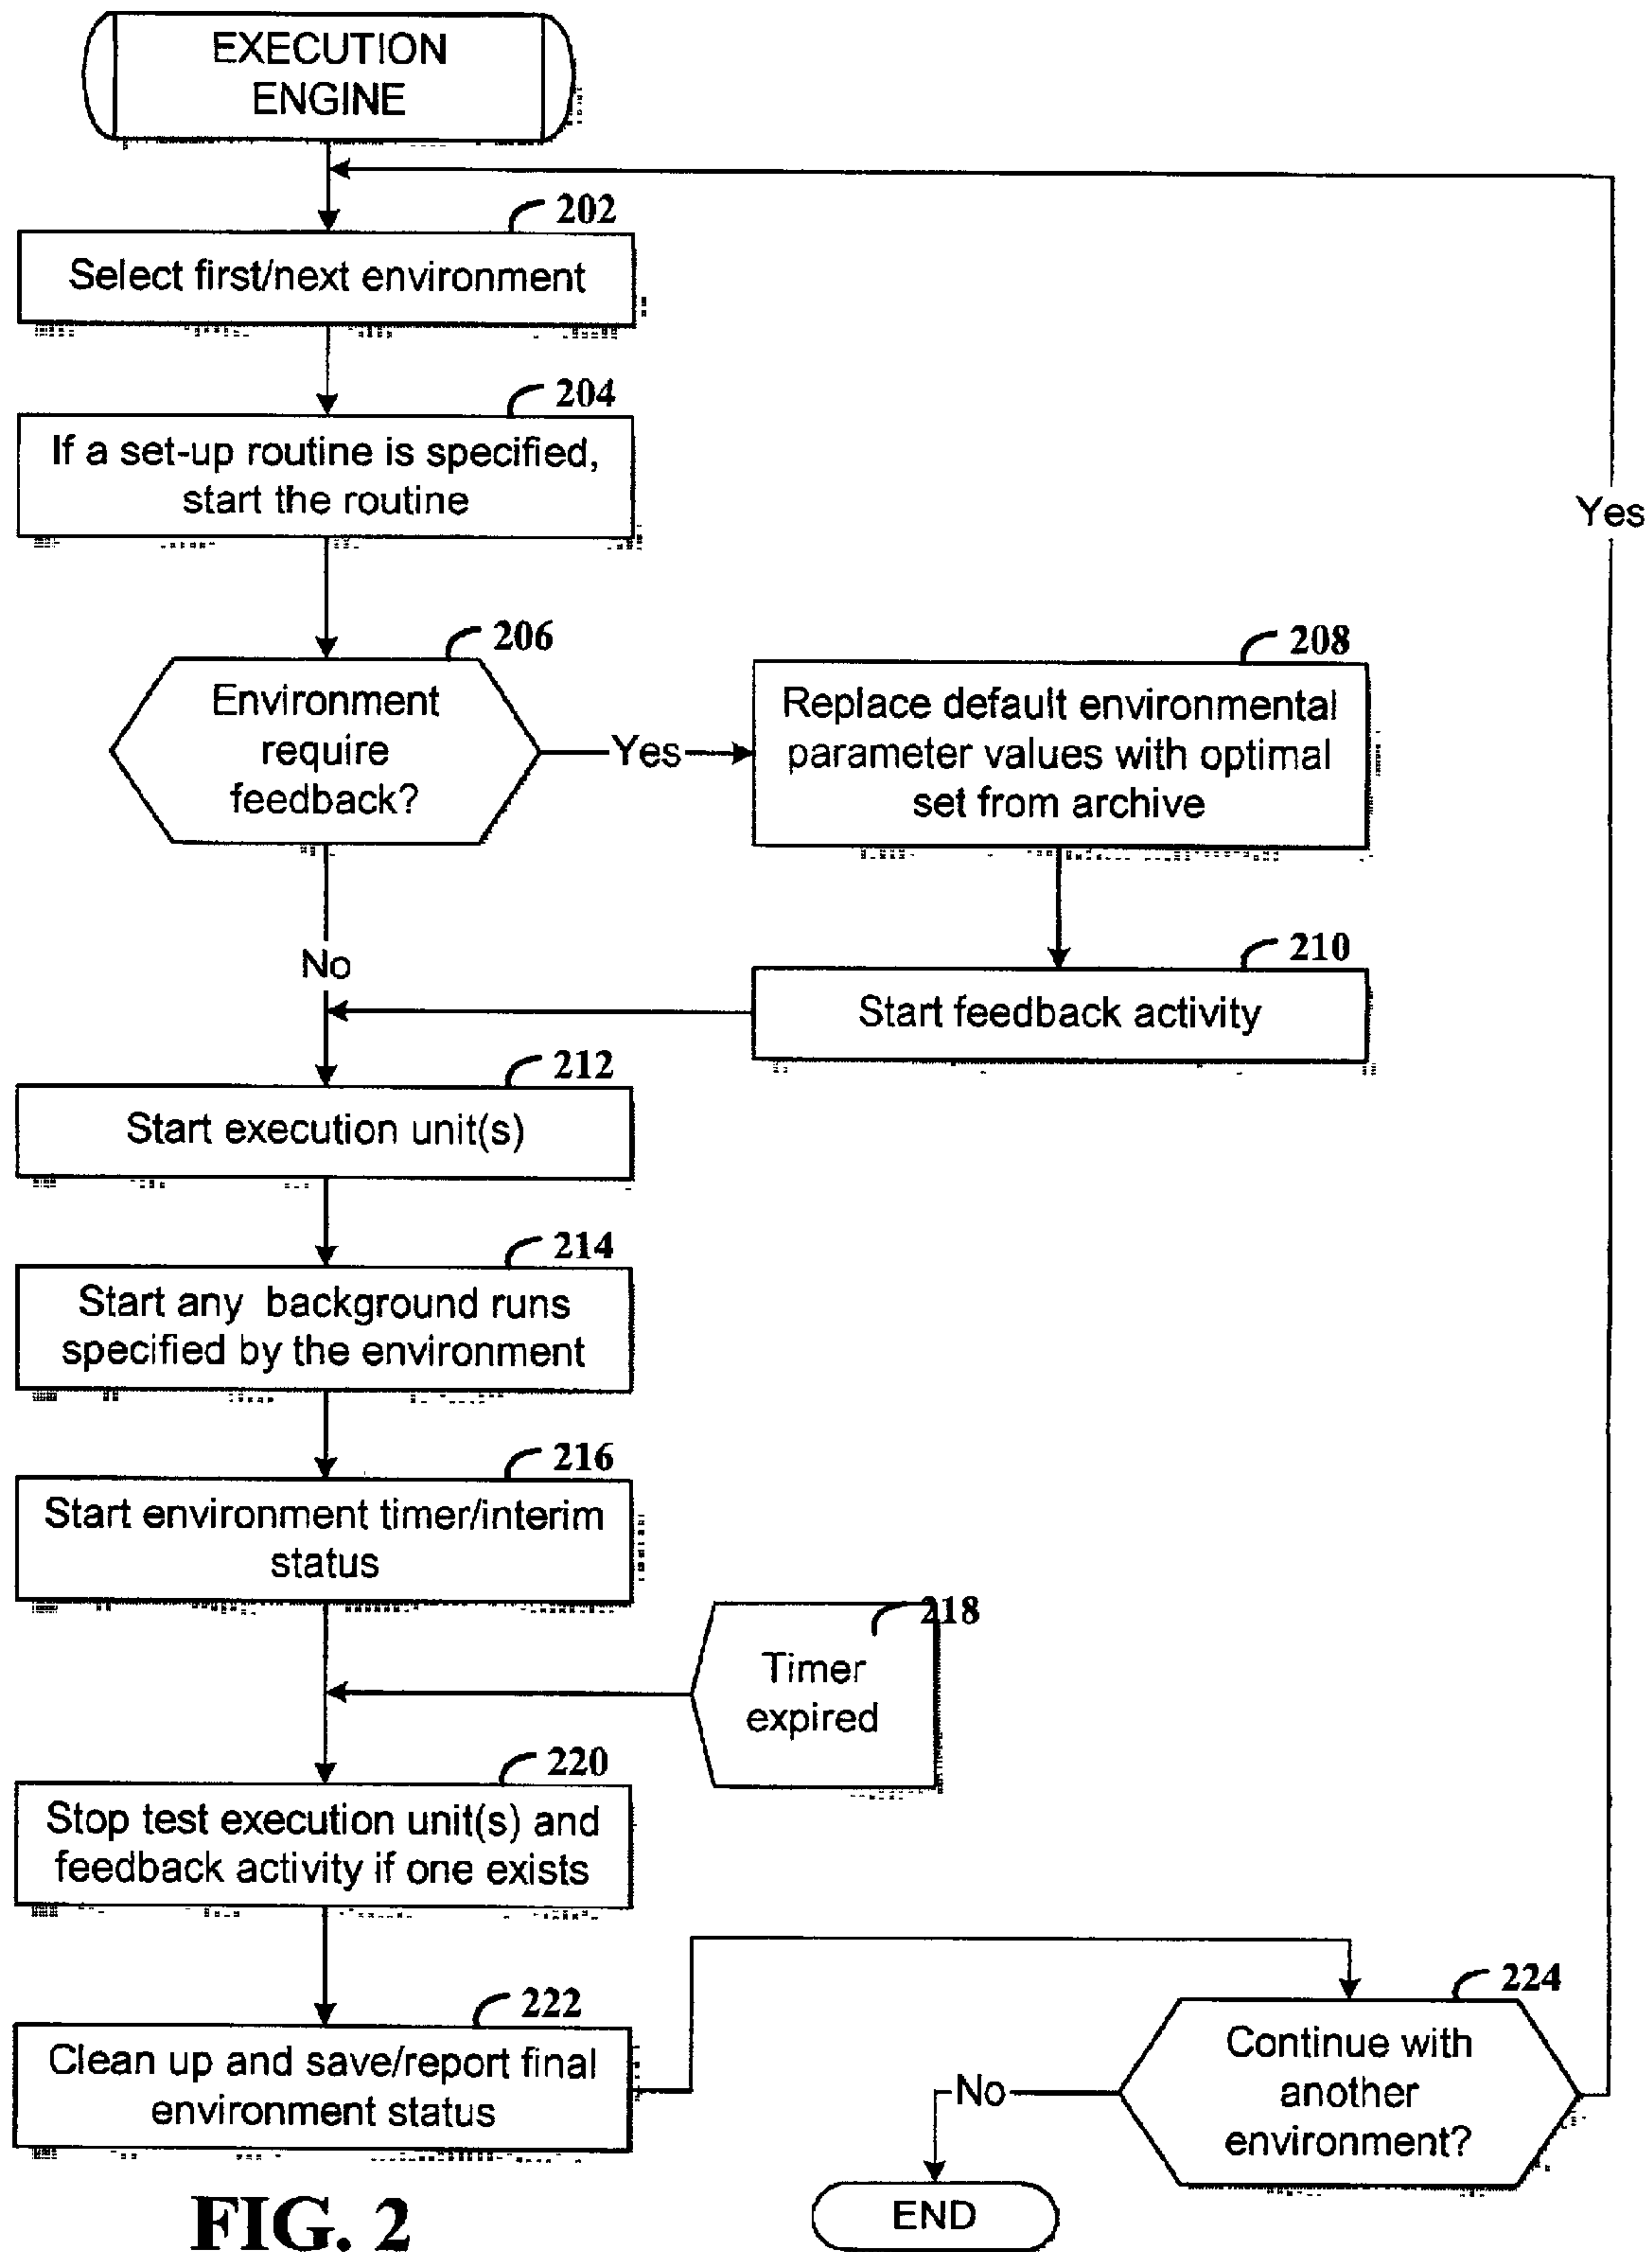 EXECUTION
ENGINE
202
Select first/next environment
204
If a set-up routine is specified,
start the routine
Yes
206
Environment
require
feedback?
Yes
208
Replace default environmental
parameter values with optimal
set from archive
No
210
Start feedback activity
212
Start execution unit(s)
214
Start any background runs
specified by the environment
216
Start environment timer/interim
status
218
Timer
expired
220
Stop test execution unit(s) and
feedback activity if one exists
222
Clean up and save/report final
environment status
224
Continue with
another
environment?
No
END
FIG. 2